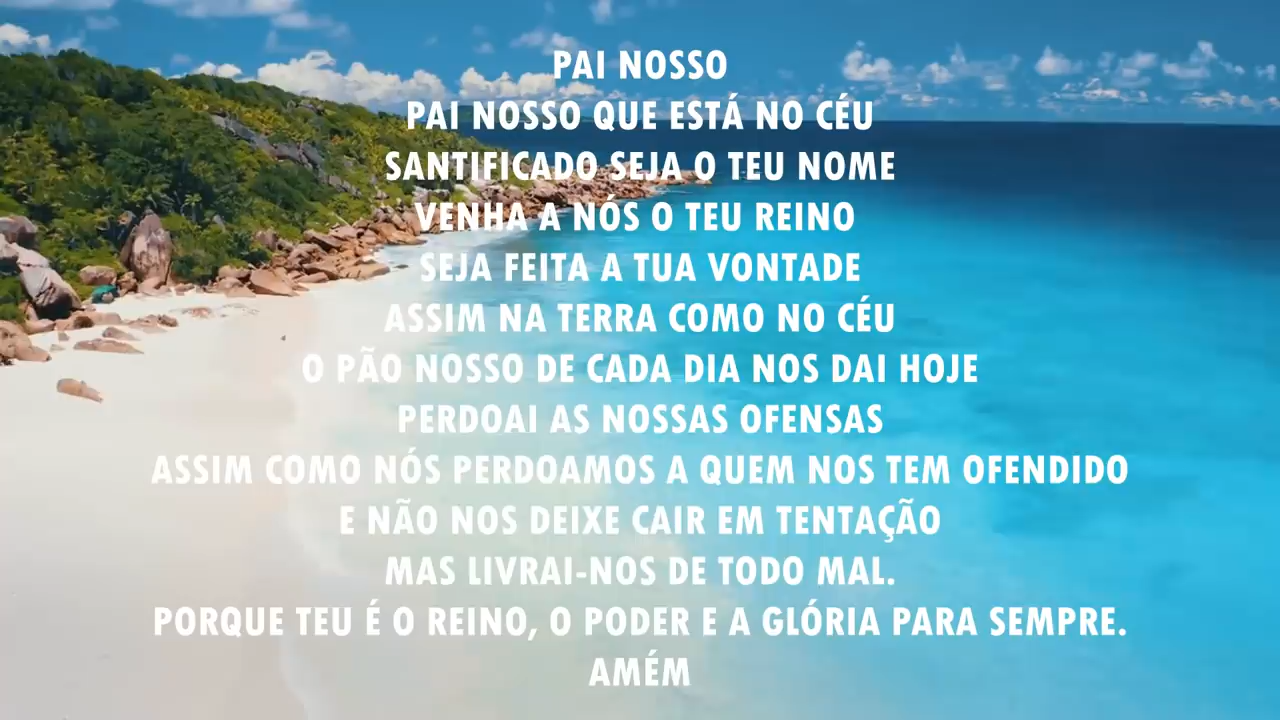 PAI NOSSO
PAI NOSSO QUE ESTÁ NO CÉU
SANTIFICADO SEJA O TEU NOME
VENHA A NÓS O TEU REINO
SEJA FEITA A TUA VONTADE
ASSIM NA TERRA COMO NO CÉU
O PÃO NOSSO DE CADA DIA NOS DAI HOJE
PERDOAI AS NOSSAS OFENSAS
ASSIM COMO NÓS PERDOAMOS A QUEM NOS TEM OFENDIDO
E NÃO NOS DEIXE CAIR EM TENTAÇÃO
MAS LIVRAI-NOS DE TODO MAL.
PORQUE TEU É O REINO, O PODER E A GLÓRIA PARA SEMPRE.
AMÉM